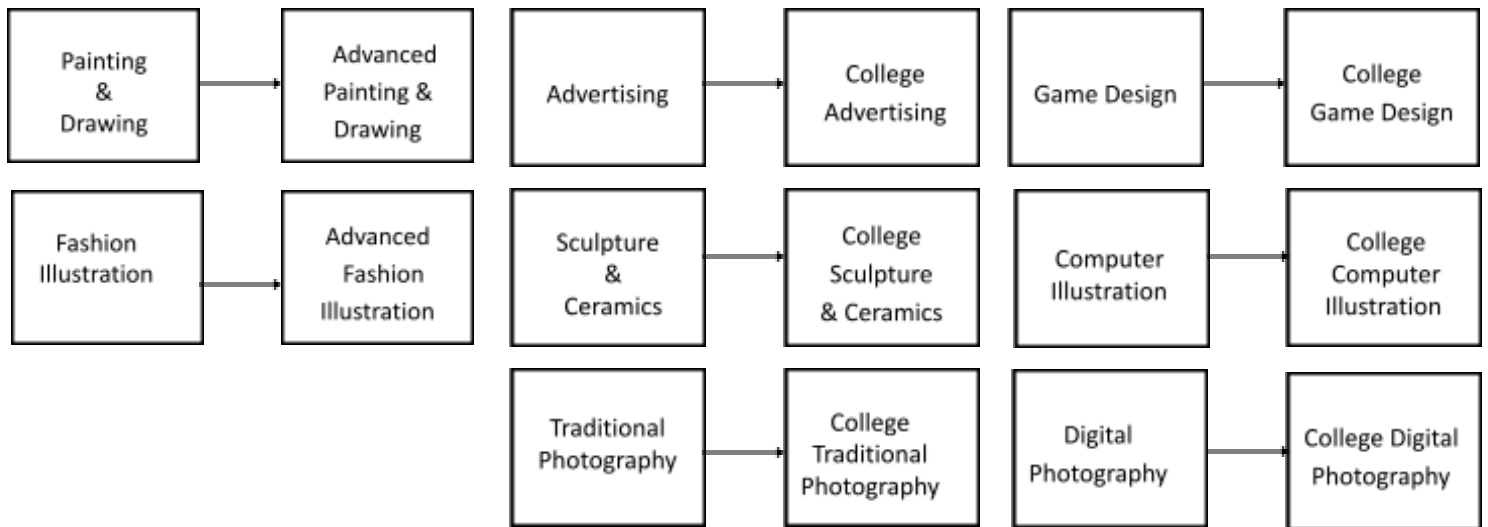 Painting
&
Drawing
Advanced
Painting &
Drawing
Advertising
College
Advertising
Game Design
College
Game Design
Fashion
Illustration
Advanced
Fashion
Illustration
Sculpture
&
Ceramics
College
Sculpture
& Ceramics
Computer
Illustration
College
Computer
Illustration
Traditional
Photography
College
Traditional
Photography
Digital
Photography
College Digital
Photography